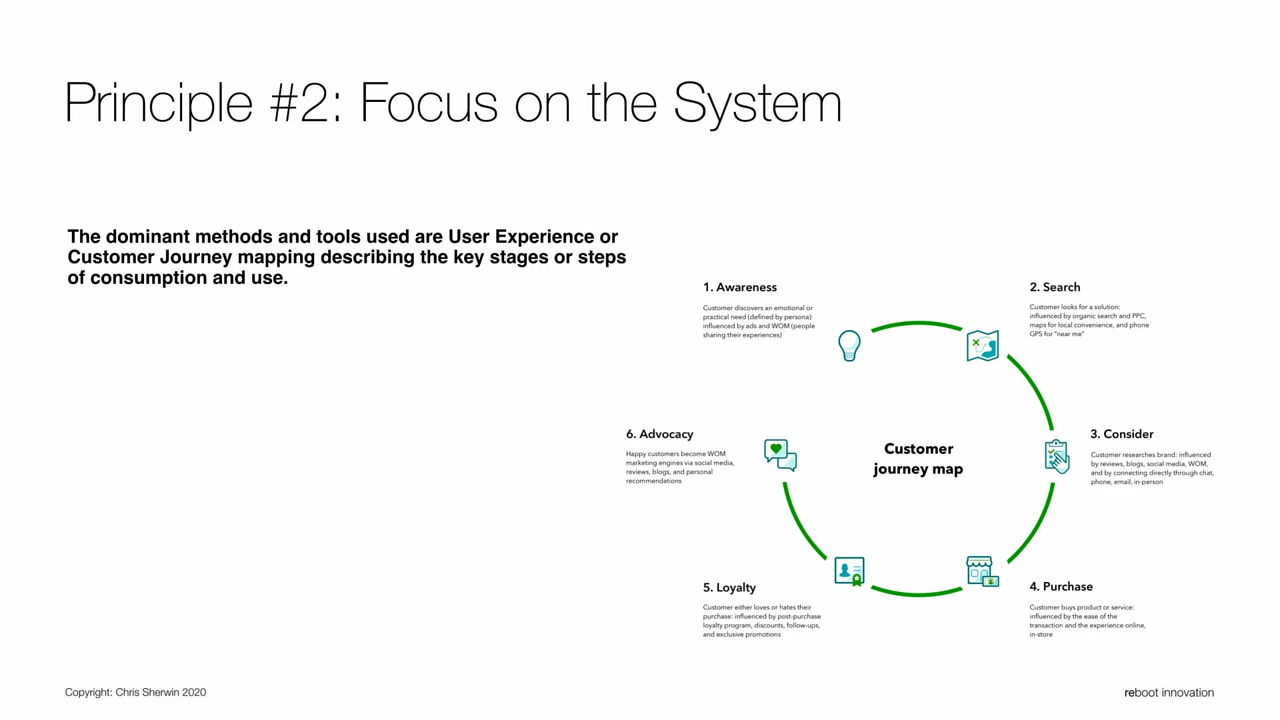 Principle #2: Focus on the System
The dominant methods and tools used are User Experience or
Customer Journey mapping describing the key stages or steps
of consumption and use.
1. Awareness
Customer discovers an emotional or
practical need (defined by persona):
influenced by ads and WOM (people
sharing their experiences)
2. Search
Customer looks for a solution:
influenced by organic search and PPC,
maps for local convenience, and phone
GPS for "near me"
3. Consider
Customer researches brand: influenced
by reviews, blogs, social media, WOM,
and by connecting directly through chat,
phone, email, in-person
4. Purchase
Customer buys product or service:
influenced by the ease of the
transaction and the experience online,
in-store
5. Loyalty
Customer either loves or hates their
purchase: influenced by post-purchase
loyalty program, discounts, follow-ups,
and exclusive promotions
6. Advocacy
Happy customers become WOM
marketing engines via social media,
reviews, blogs, and personal
recommendations
Customer
journey map
Copyright: Chris Sherwin 2020
reboot innovation